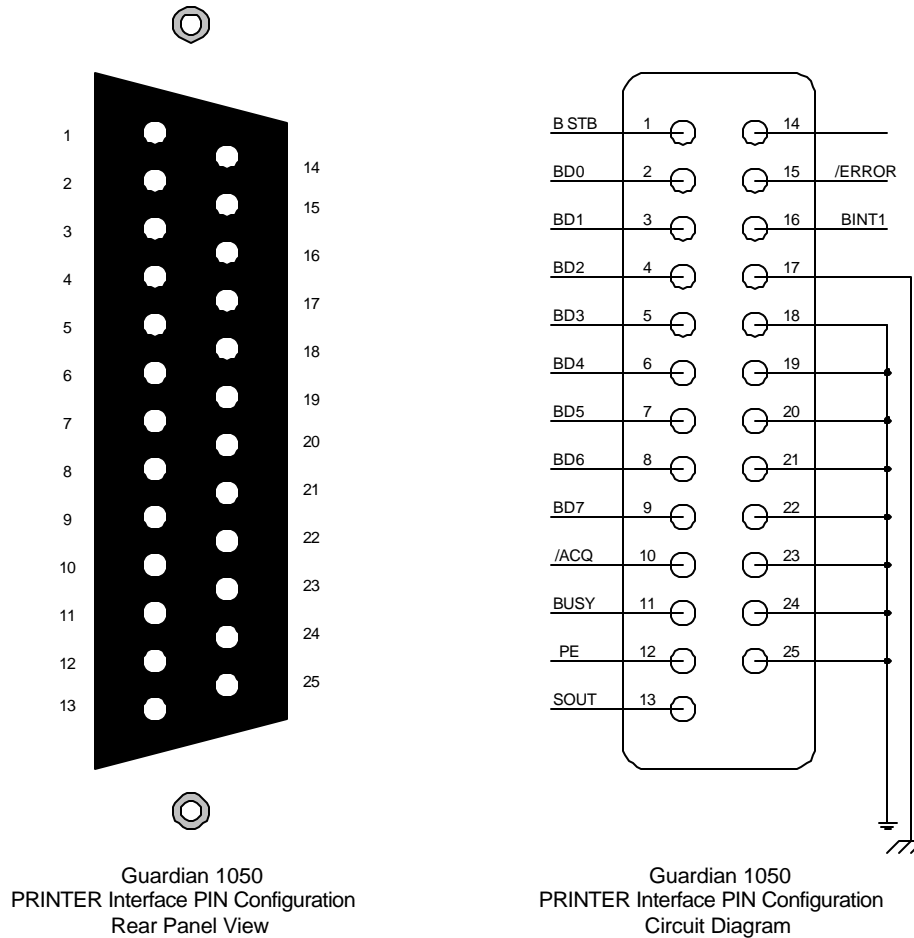 1
2
3
4
5
6
7
8
9
10
11
12
13
14
15
16
17
18
19
20
21
22
23
24
25
Guardian 1050
PRINTER Interface PIN Configuration
Rear Panel View
B STB 1
BD0 2
BD1 3
BD2 4
BD3 5
BD4 6
BD5 7
BD6 8
BD7 9
/ACQ 10
BUSY 11
PE 12
SOUT 13
14
15 /ERROR
16 BINT1
17
18
19
20
21
22
23
24
25
Guardian 1050
PRINTER Interface PIN Configuration
Circuit Diagram